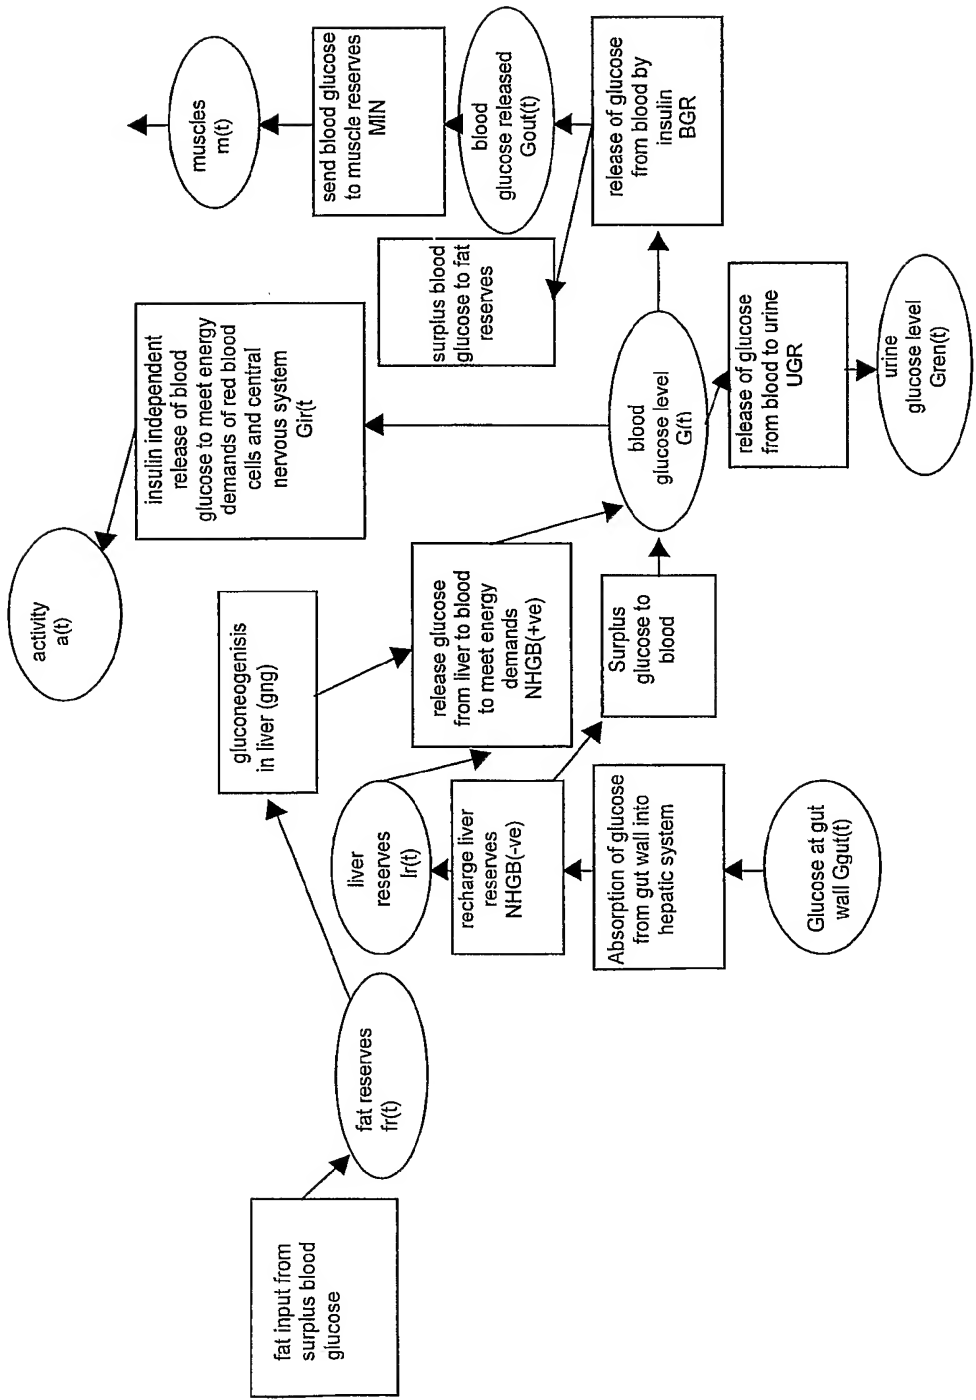 fat input from
surplus blood
glucose
fat reserves
fr(t)
gluconeogenisis
in liver (gng)
liver
reserves
lr(t)
recharge liver
reserves
NHGB(-ve)
Absorption of glucose
from gut wall into
hepatic system
Glucose at gut
wall Ggut(t)
activity
a(t)
release glucose
from liver to blood
to meet energy
demands
NHGB(+ve)
Surplus
glucose to
blood
insulin independent
release of blood
glucose to meet energy
demands of red blood
cells and central
nervous system
Gir(t
blood
glucose level
G(t)
release of glucose
from blood to urine
UGR
urine
glucose level
Gren(t)
surplus blood
glucose to fat
reserves
muscles
m(t)
send blood glucose
to muscle reserves
MIN
blood
glucose released
Gout(t)
release of glucose
from blood by
insulin
BGR